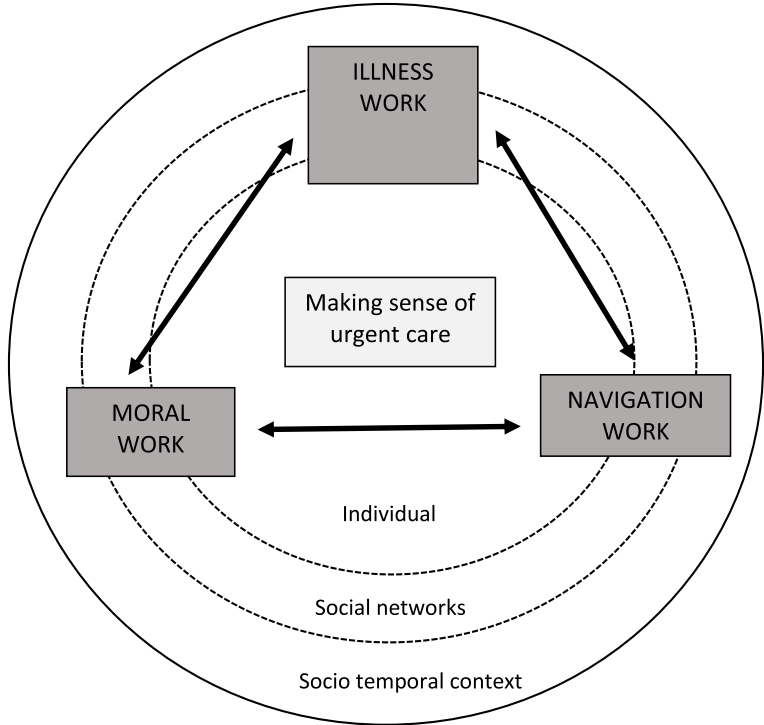 ILLNESS
WORK
Making sense of
urgent care
MORAL
WORK
NAVIGATION
WORK
Individual
Social networks
Socio temporal context